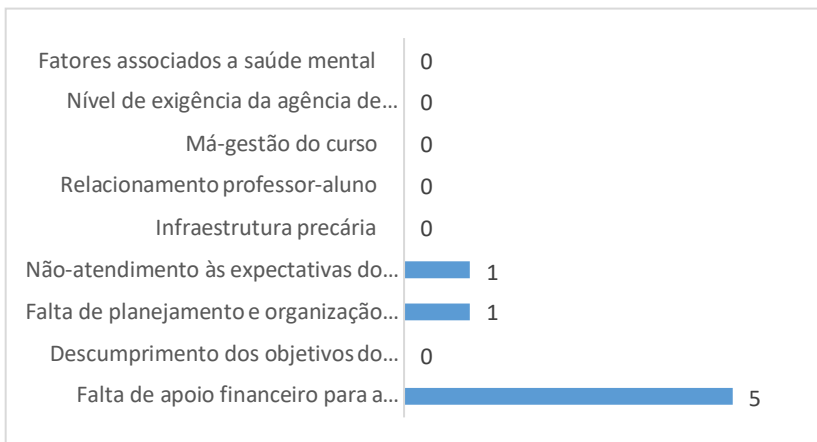 Fatores associados a saúde mental 0
Nível de exigência da agência de... 0
Má-gestão do curso 0
Relacionamento professor-aluno 0
Infraestrutura precária 0
Não-atendimento às expectativas do... 1
Falta de planejamento e organização... 1
Descumprimento dos objetivos do... 0
Falta de apoio financeiro para a... 5